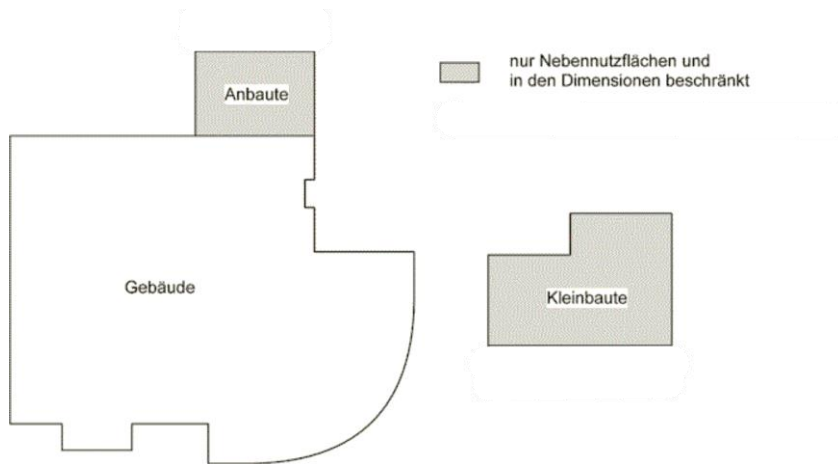 Anbaute
nur Nebennutzflächen und
in den Dimensionen beschränkt
Gebäude
Kleinbaute